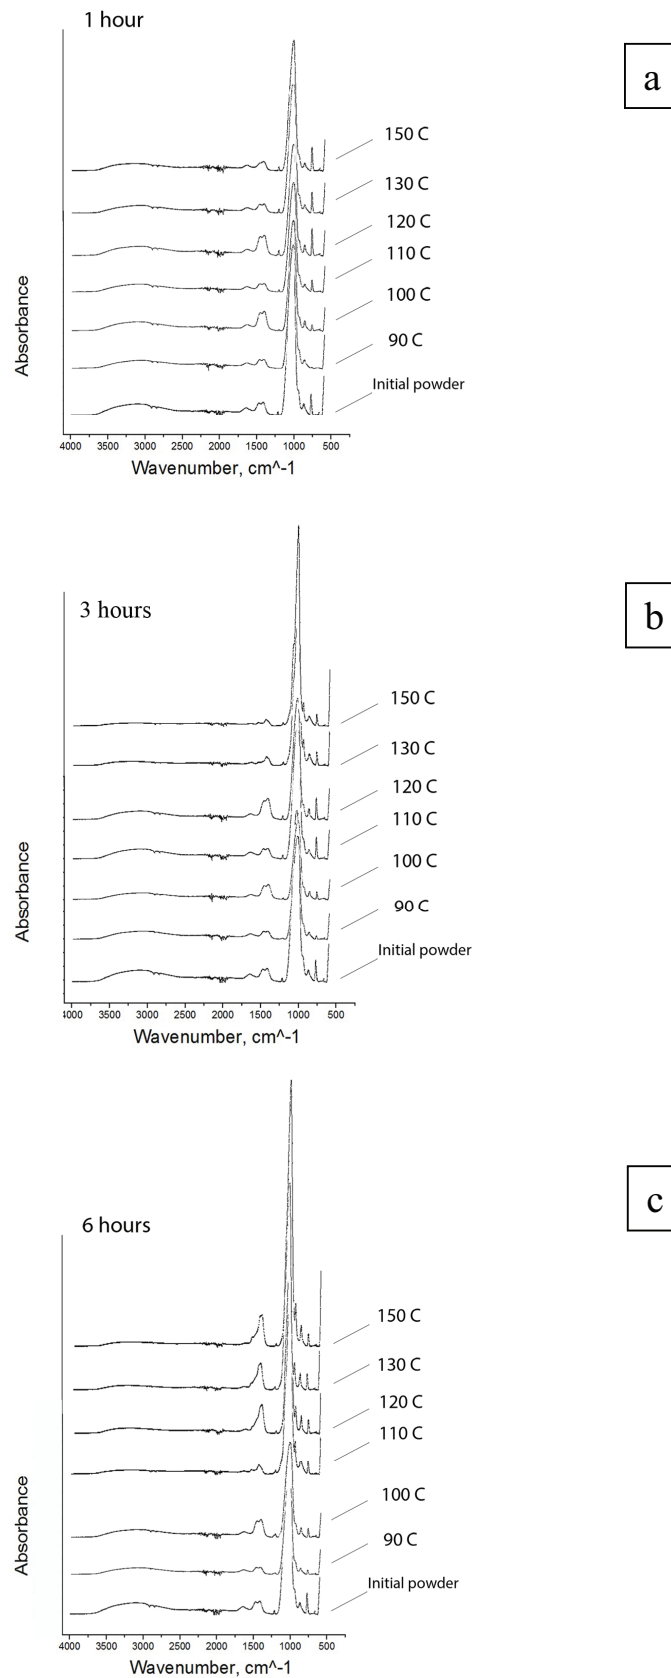 1 hour
a
150 C
130 C
120 C
110 C
100 C
90 C
Initial powder
Absorbance
4000 3500 3000 2500 2000 1500 1000 500
Wavenumber, cm^-1
3 hours
b
150 C
130 C
120 C
110 C
100 C
90 C
Initial powder
Absorbance
4000 3500 3000 2500 2000 1500 1000 500
Wavenumber, cm^-1
6 hours
c
150 C
130 C
120 C
110 C
100 C
90 C
Initial powder
Absorbance
4000 3500 3000 2500 2000 1500 1000 500
Wavenumber, cm^-1